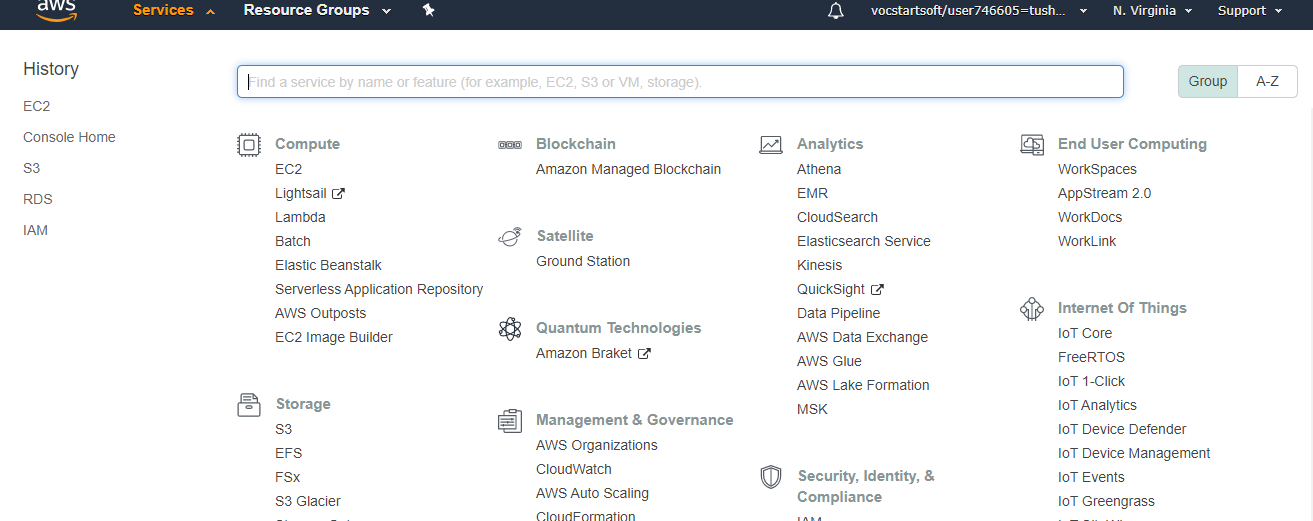 aws
Services
Resource Groups
vocstartsoft/user746605=tush...
N. Virginia
Support
History
EC2
Console Home
S3
RDS
IAM
Find a service by name or feature (for example, EC2, S3 or VM, storage).
Group
A-Z
Compute
EC2
Lightsail
Lambda
Batch
Elastic Beanstalk
Serverless Application Repository
AWS Outposts
EC2 Image Builder
Storage
S3
EFS
FSx
S3 Glacier
Blockchain
Amazon Managed Blockchain
Satellite
Ground Station
Quantum Technologies
Amazon Braket
Management & Governance
AWS Organizations
CloudWatch
AWS Auto Scaling
CloudFormation
Analytics
Athena
EMR
CloudSearch
Elasticsearch Service
Kinesis
QuickSight
Data Pipeline
AWS Data Exchange
AWS Glue
AWS Lake Formation
MSK
Security, Identity, &
Compliance
IAM
End User Computing
WorkSpaces
AppStream 2.0
WorkDocs
WorkLink
Internet Of Things
IoT Core
FreeRTOS
IoT 1-Click
IoT Analytics
IoT Device Defender
IoT Device Management
IoT Events
IoT Greengrass